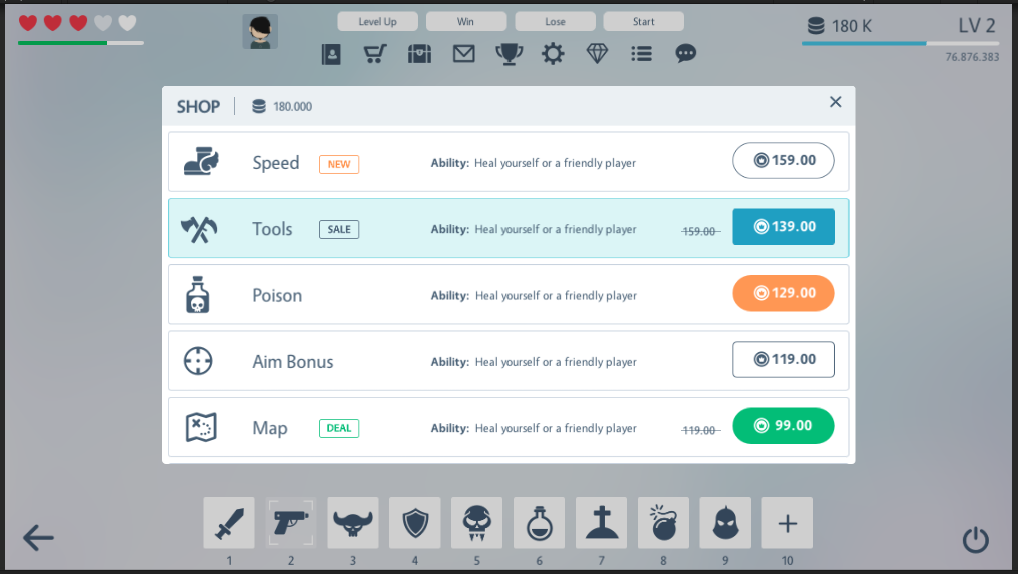 Level Up Win Lose Start
180 K LV 2
76.876.383
SHOP 180.000
Speed NEW Ability: Heal yourself or a friendly player 159.00
Tools SALE Ability: Heal yourself or a friendly player 159.00 139.00
Poison Ability: Heal yourself or a friendly player 129.00
Aim Bonus Ability: Heal yourself or a friendly player 119.00
Map DEAL Ability: Heal yourself or a friendly player 119.00 99.00
1 2 3 4 5 6 7 8 9 10